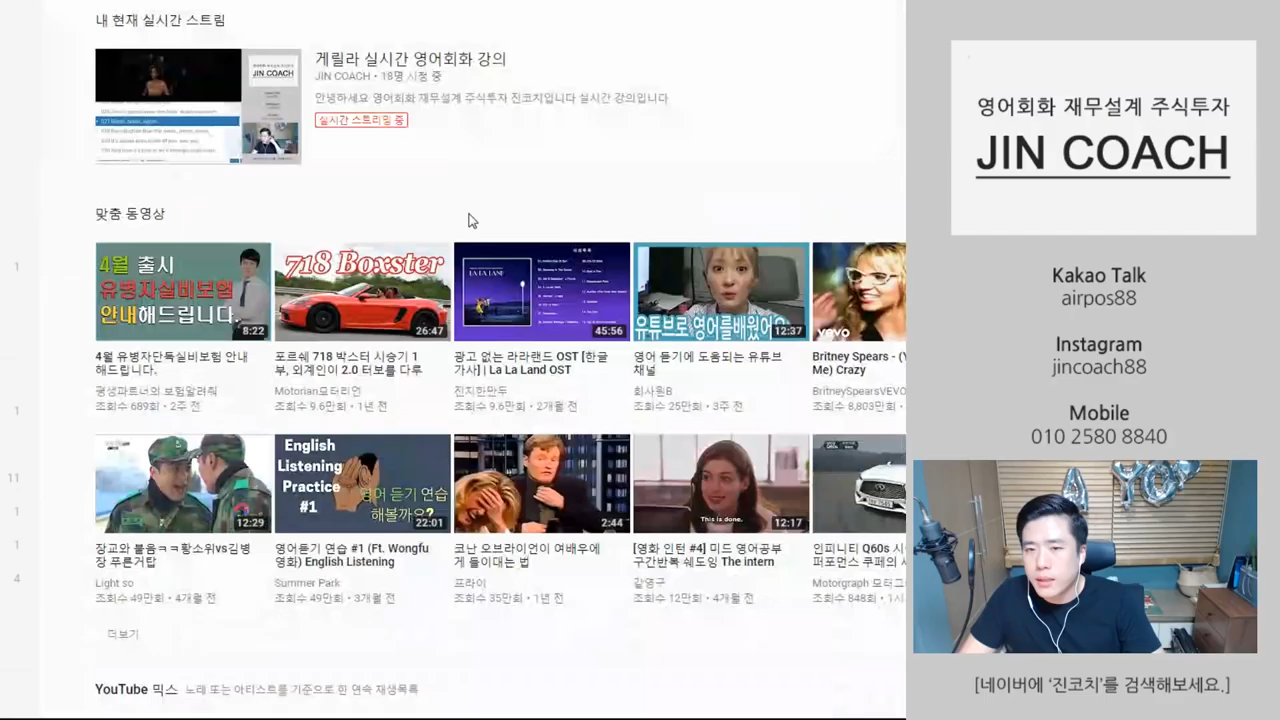 내 현재 실시간 스트림
게릴라 실시간 영어회화 강의
JIN COACH • 18명 시청 중
안녕하세요 영어회화 재무설계 주식투자 진코치입니다 실시간 강의입니다
실시간 스트리밍 중
JIN COACH
맞춤 동영상
4월 출시
유병자실비보험
안내해드립니다.
8:22
718 Boxster
26:47
LA LA LAND
45:56
유튜브로 영어를배웠어요?
12:37
vevo
4월 유병자단독실비보험 안내
해드립니다.
평생파트너의 보험알려줘
조회수 689회 • 2주 전
포르쉐 718 박스터 시승기 1
부, 외계인이 2.0 터보를 다루
Motorian모터리언
조회수 9.6만회 • 1년 전
광고 없는 라라랜드 OST [한글
가사] | La La Land OST
진지한만두
조회수 9.6만회 • 2개월 전
영어 듣기에 도움되는 유튜브
채널
회사원B
조회수 25만회 • 3주 전
Britney Spears - (Y
Me) Crazy
BritneySpearsVEVO
조회수 8,803만회 •
12:29
English
Listening
Practice
#1
영어 듣기 연습
해볼까요?
22:01
2:44
This is done.
12:17
장교와 불음ㅋㅋ황소위vs김병
장 푸른거탑
Light so
조회수 49만회 • 4개월 전
영어듣기 연습 #1 (Ft. Wongfu
영화) English Listening
Summer Park
조회수 49만회 • 3개월 전
코난 오브라이언이 여배우에
게 들이대는 법
프라이
조회수 35만회 • 1년 전
[영화 인턴 #4] 미드 영어공부
구간반복 쉐도잉 The intern
갓영구
조회수 12만회 • 4개월 전
인피니티 Q60s 시
퍼포먼스 쿠페의 서
Motorgraph 모터그
조회수 848회 • 1시
더보기
YouTube 믹스 노래 또는 아티스트를 기준으로 한 연속 재생목록
1
1
11
1
1
4
영어회화 재무설계 주식투자
JIN COACH
Kakao Talk
airpos88
Instagram
jincoach88
Mobile
010 2580 8840
A YO
[네이버에 '진코치'를 검색해보세요.]